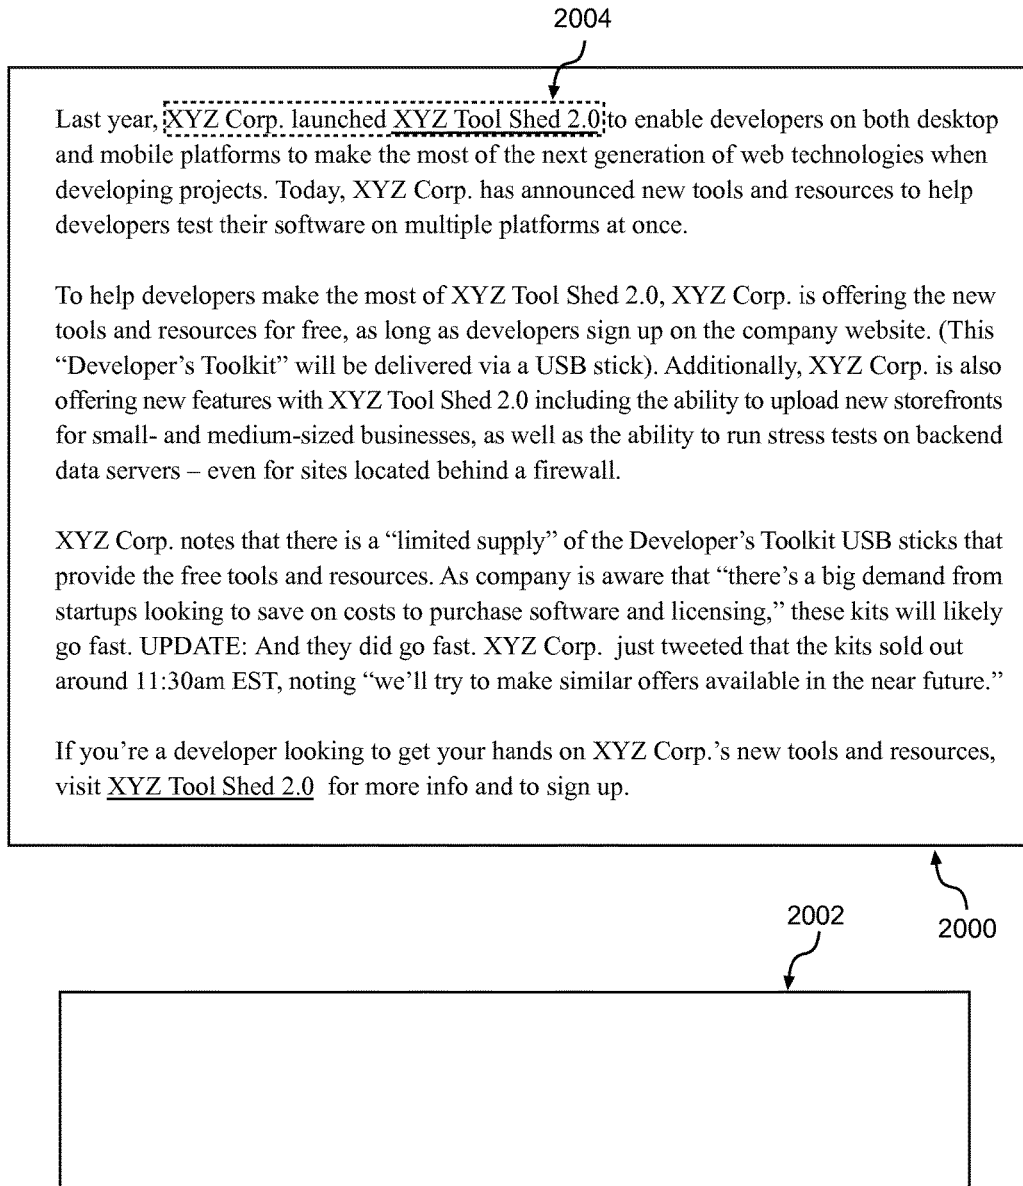 2004
Last year, XYZ Corp. launched XYZ Tool Shed 2.0 to enable developers on both desktop
and mobile platforms to make the most of the next generation of web technologies when
developing projects. Today, XYZ Corp. has announced new tools and resources to help
developers test their software on multiple platforms at once.
To help developers make the most of XYZ Tool Shed 2.0, XYZ Corp. is offering the new
tools and resources for free, as long as developers sign up on the company website. (This
“Developer’s Toolkit” will be delivered via a USB stick). Additionally, XYZ Corp. is also
offering new features with XYZ Tool Shed 2.0 including the ability to upload new storefronts
for small- and medium-sized businesses, as well as the ability to run stress tests on backend
data servers – even for sites located behind a firewall.
XYZ Corp. notes that there is a “limited supply” of the Developer’s Toolkit USB sticks that
provide the free tools and resources. As company is aware that “there’s a big demand from
startups looking to save on costs to purchase software and licensing,” these kits will likely
go fast. UPDATE: And they did go fast. XYZ Corp. just tweeted that the kits sold out
around 11:30am EST, noting “we’ll try to make similar offers available in the near future.”
If you’re a developer looking to get your hands on XYZ Corp.’s new tools and resources,
visit XYZ Tool Shed 2.0 for more info and to sign up.
2000
2002